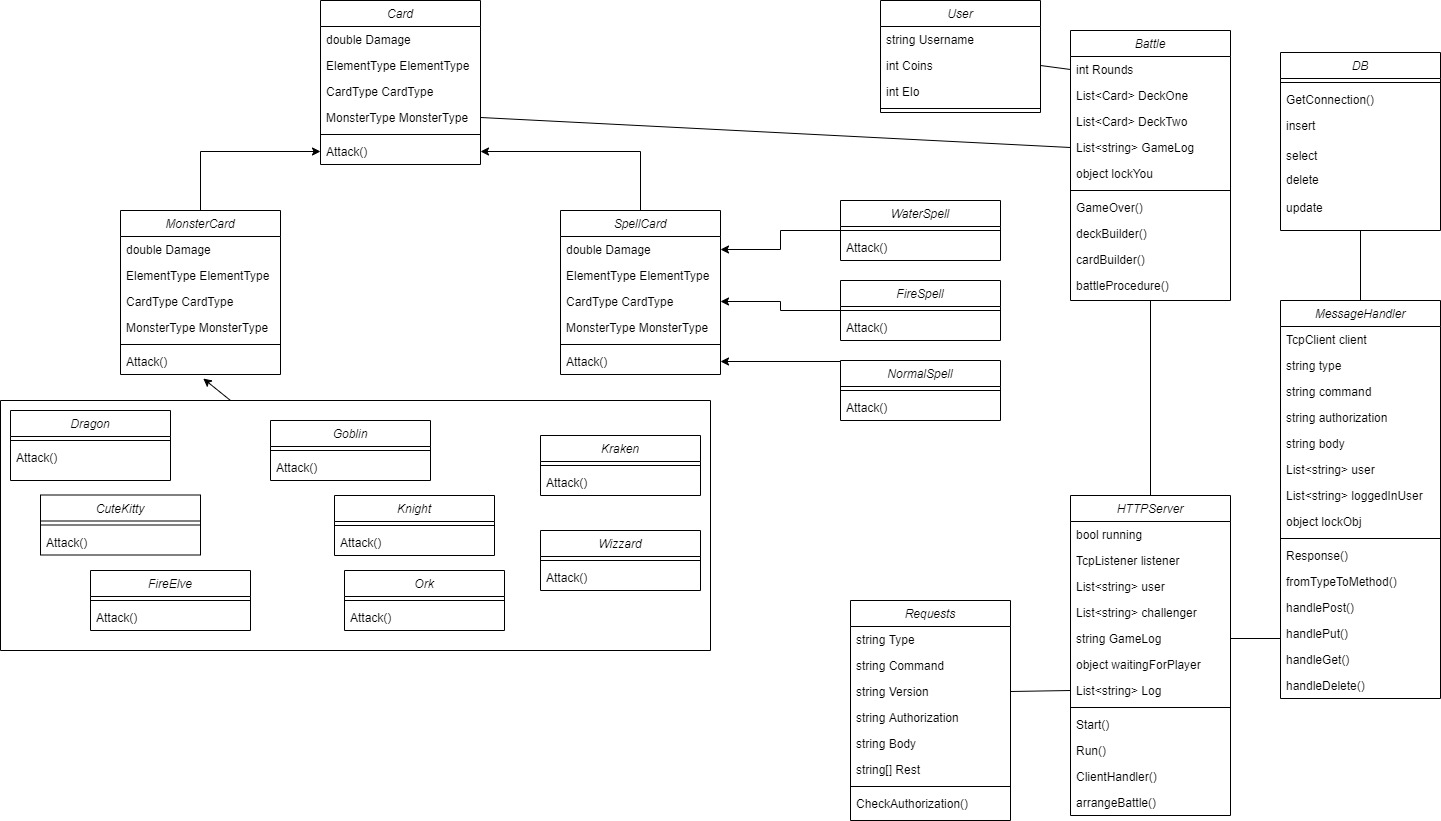 Card
double Damage
ElementType ElementType
CardType CardType
MonsterType MonsterType
Attack()
User
string Username
int Coins
int Elo
Battle
int Rounds
List<Card> DeckOne
List<Card> DeckTwo
List<string> GameLog
object lockYou
GameOver()
deckBuilder()
cardBuilder()
battleProcedure()
DB
GetConnection()
insert
select
delete
update
MonsterCard
double Damage
ElementType ElementType
CardType CardType
MonsterType MonsterType
Attack()
SpellCard
double Damage
ElementType ElementType
CardType CardType
MonsterType MonsterType
Attack()
WaterSpell
Attack()
FireSpell
Attack()
NormalSpell
Attack()
MessageHandler
TcpClient client
string type
string command
string authorization
string body
List<string> user
List<string> loggedInUser
object lockObj
Response()
fromTypeToMethod()
handlePost()
handlePut()
handleGet()
handleDelete()
Dragon
Attack()
Goblin
Attack()
Kraken
Attack()
CuteKitty
Attack()
Knight
Attack()
Wizzard
Attack()
FireElve
Attack()
Ork
Attack()
HTTPServer
bool running
TcpListener listener
List<string> user
List<string> challenger
string GameLog
object waitingForPlayer
List<string> Log
Start()
Run()
ClientHandler()
arrangeBattle()
Requests
string Type
string Command
string Version
string Authorization
string Body
string[] Rest
CheckAuthorization()